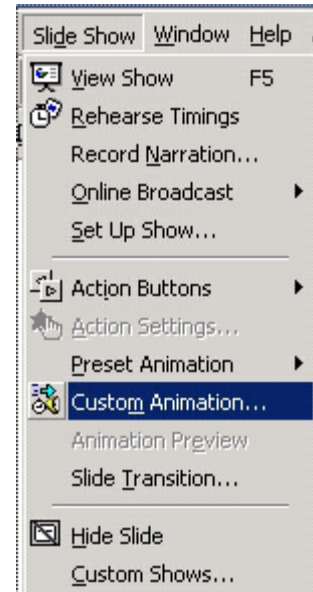 Slide Show Window Help
View Show F5
Rehearse Timings
Record Narration...
Online Broadcast
Set Up Show...
Action Buttons
Action Settings...
Preset Animation
Custom Animation...
Animation Preview
Slide Transition...
Hide Slide
Custom Shows...